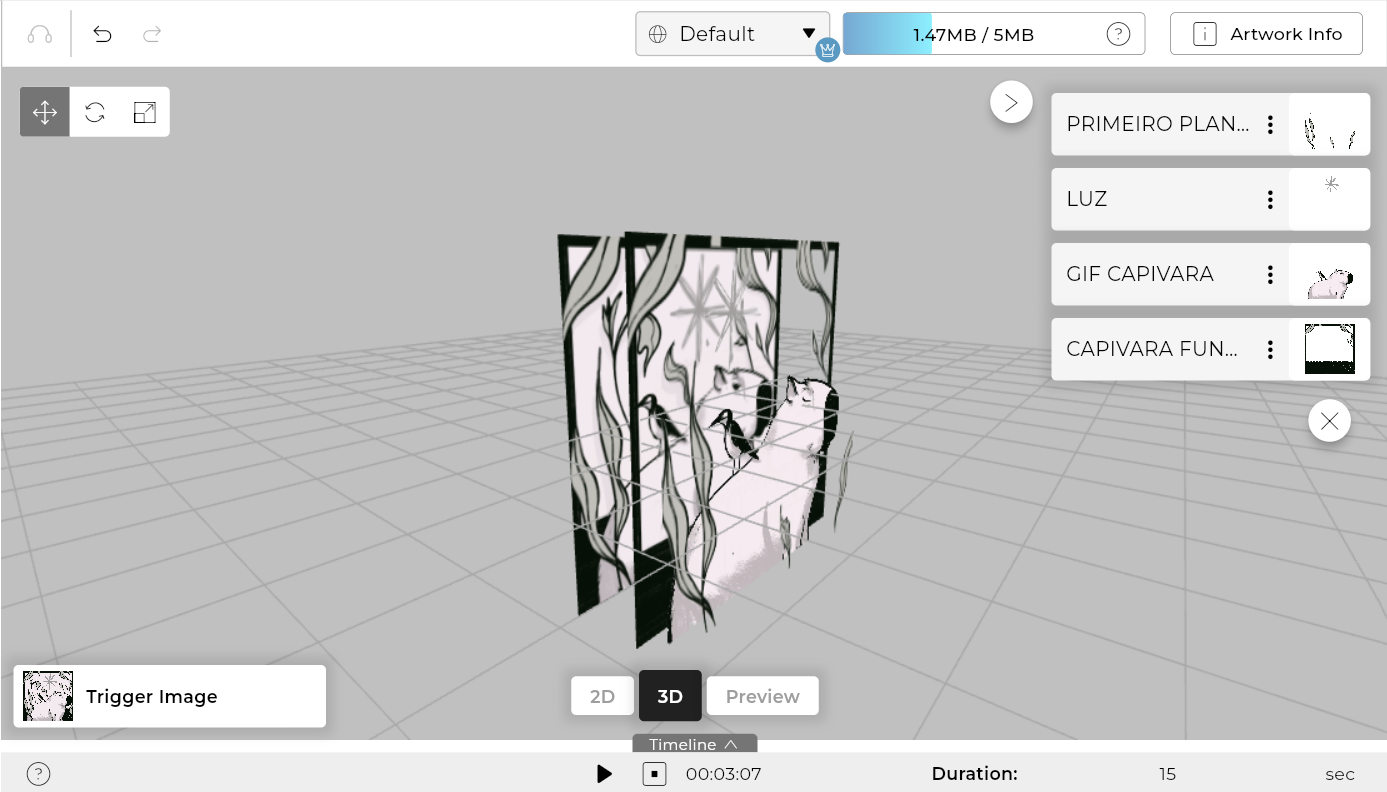 Default
1.47MB / 5MB
?
i
Artwork Info
PRIMEIRO PLAN...
LUZ
GIF CAPIVARA
CAPIVARA FUN...
Trigger Image
2D
3D
Preview
Timeline
?
00:03:07
Duration:
15
sec